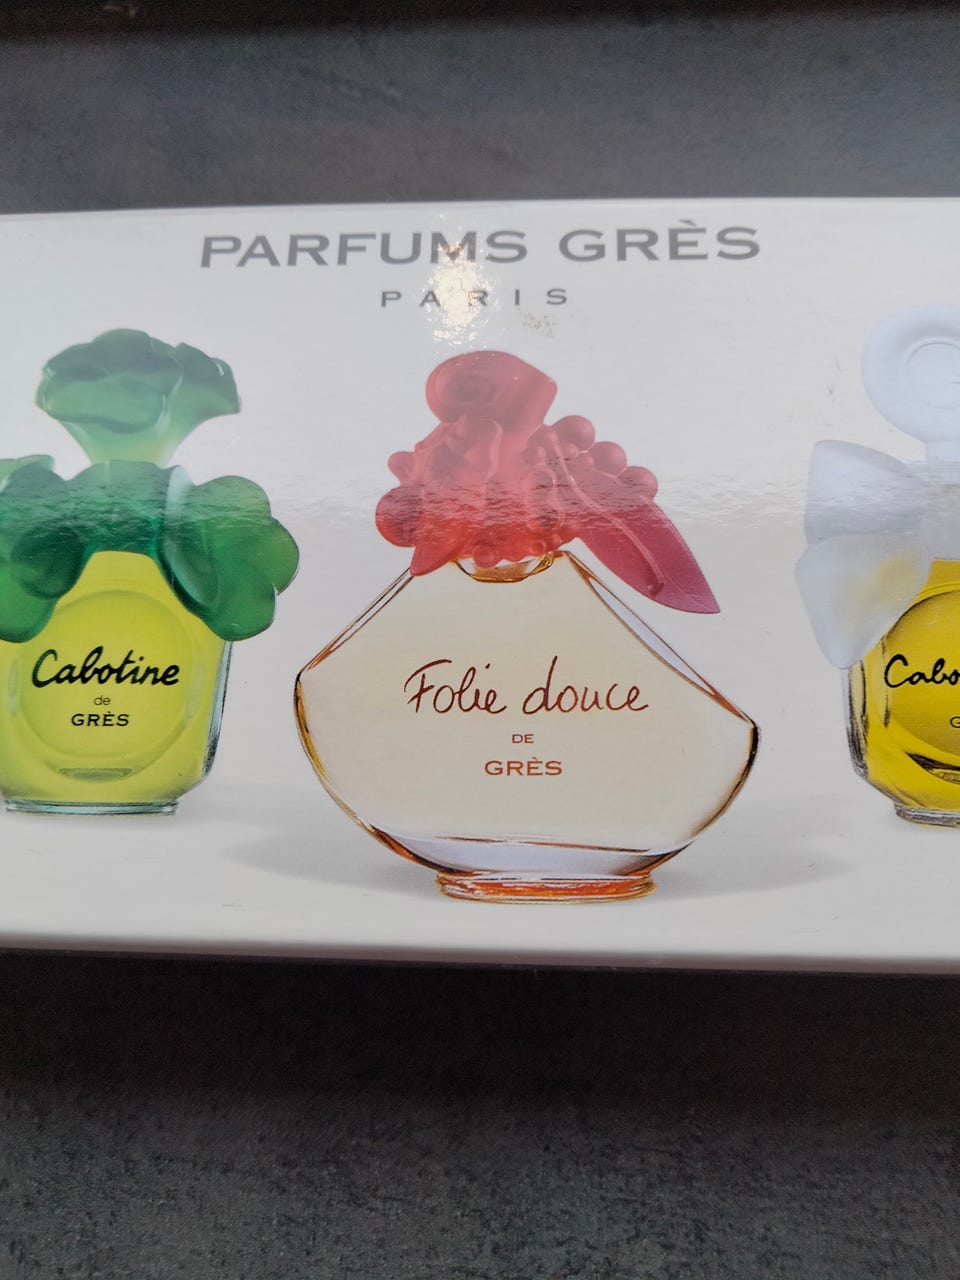 PARFUMS GRÈS
PARIS
Cabotine
de
GRÈS
Folie douce
DE
GRÈS